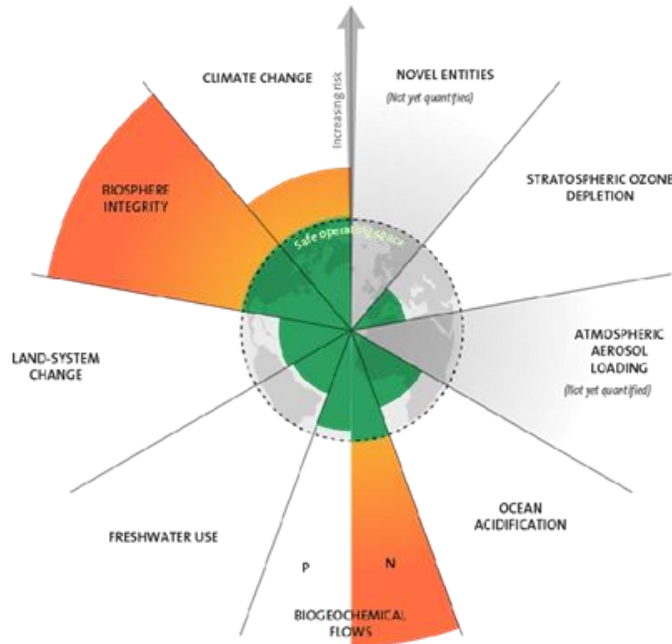 CLIMATE CHANGE
Increasing risk
NOVEL ENTITIES
(Not yet quantified)
STRATOSPHERIC OZONE
DEPLETION
BIOSPHERE
INTEGRITY
Safe operating space
ATMOSPHERIC
AEROSOL
LOADING
(Not yet quantified)
LAND-SYSTEM
CHANGE
OCEAN
ACIDIFICATION
FRESHWATER USE
P
N
BIOGEOCHEMICAL
FLOWS